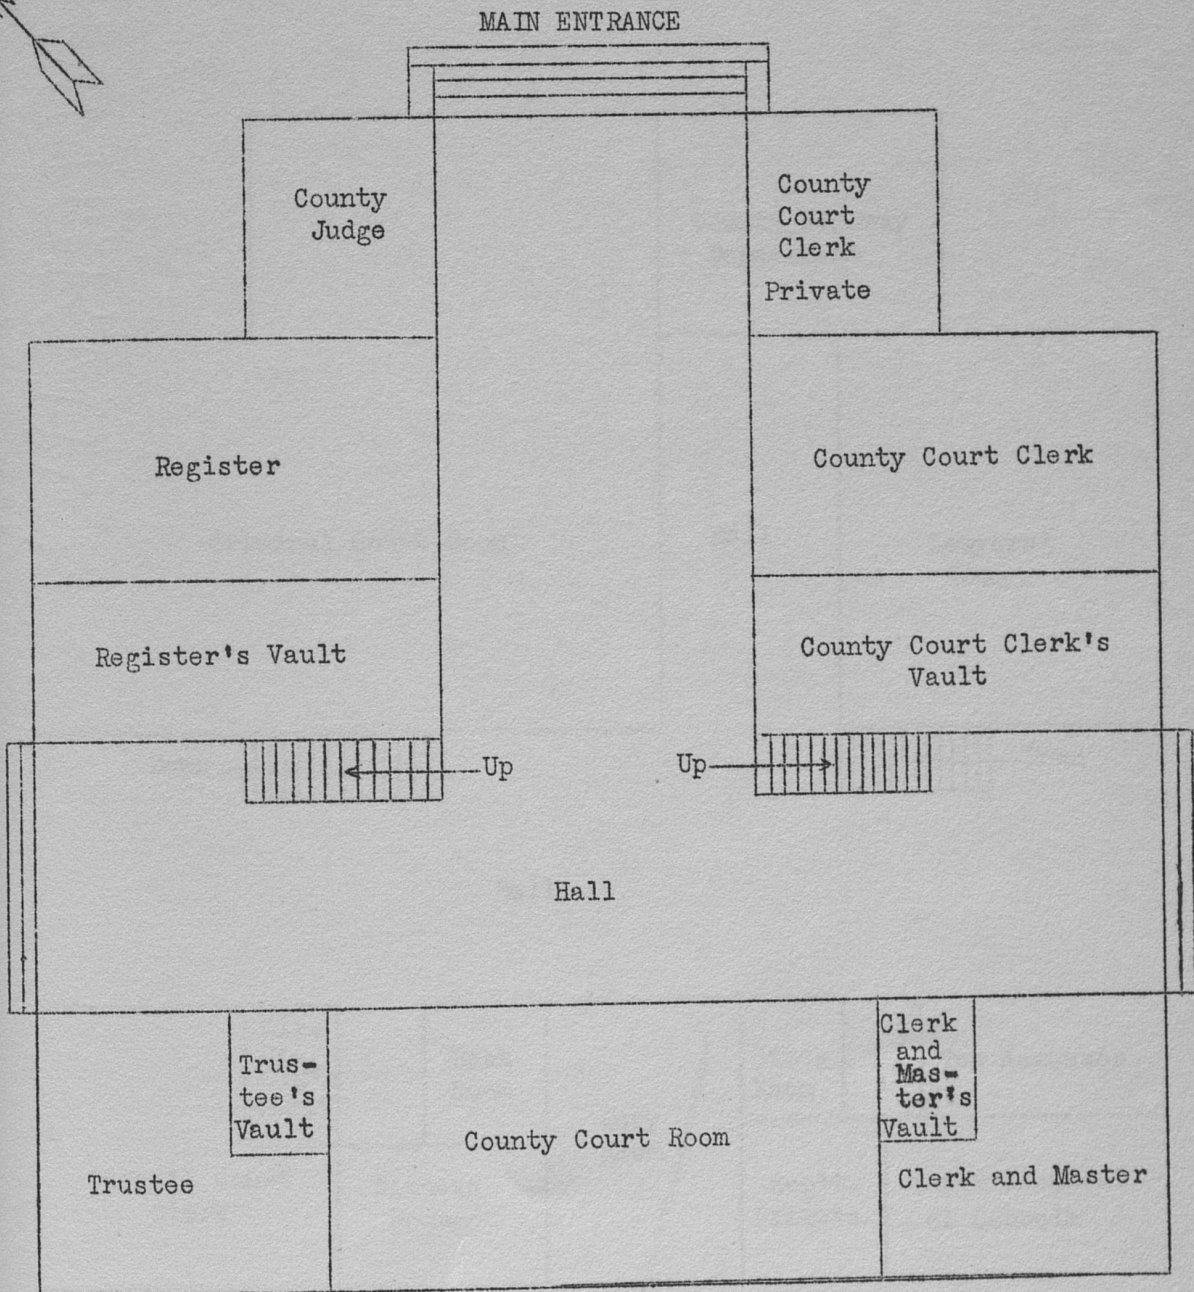 MAIN ENTRANCE
County
Judge
County
Court
Clerk
Private
Register
County Court Clerk
Register's Vault
County Court Clerk's
Vault
Up
Up
Hall
Trus-
tee's
Vault
Clerk
and
Mas-
ter's
Vault
County Court Room
Trustee
Clerk and Master